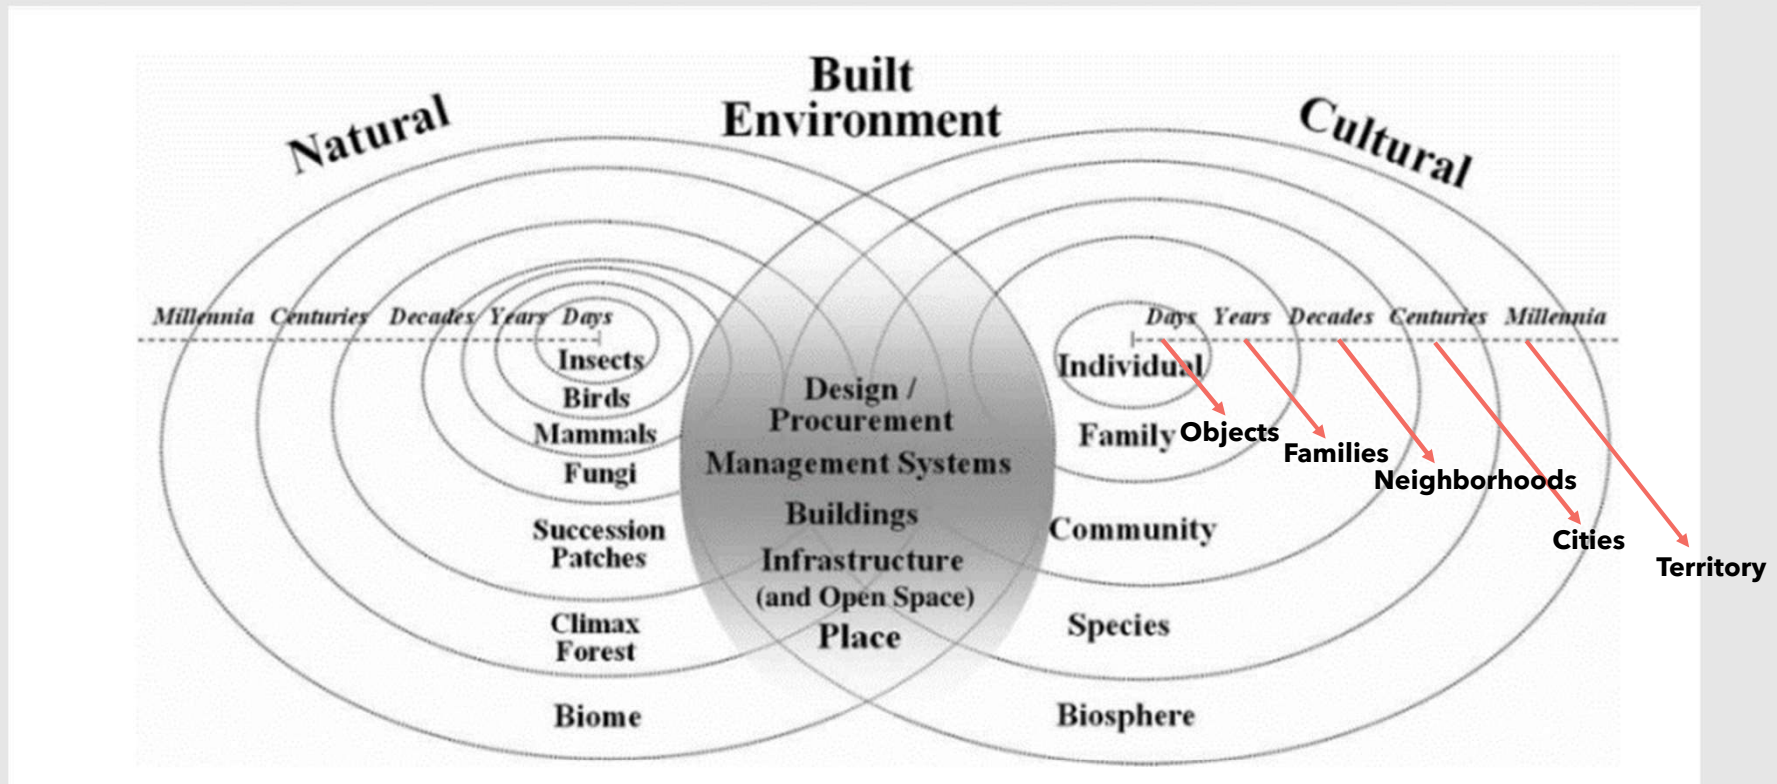 Built
Environment
Natural
Cultural
Millennia Centuries Decades Years Days
Days Years Decades Centuries Millennia
Insects
Birds
Mammals
Fungi
Succession
Patches
Climax
Forest
Biome
Design /
Procurement
Management Systems
Buildings
Infrastructure
(and Open Space)
Place
Individual
Family
Community
Species
Biosphere
Objects
Families
Neighborhoods
Cities
Territory